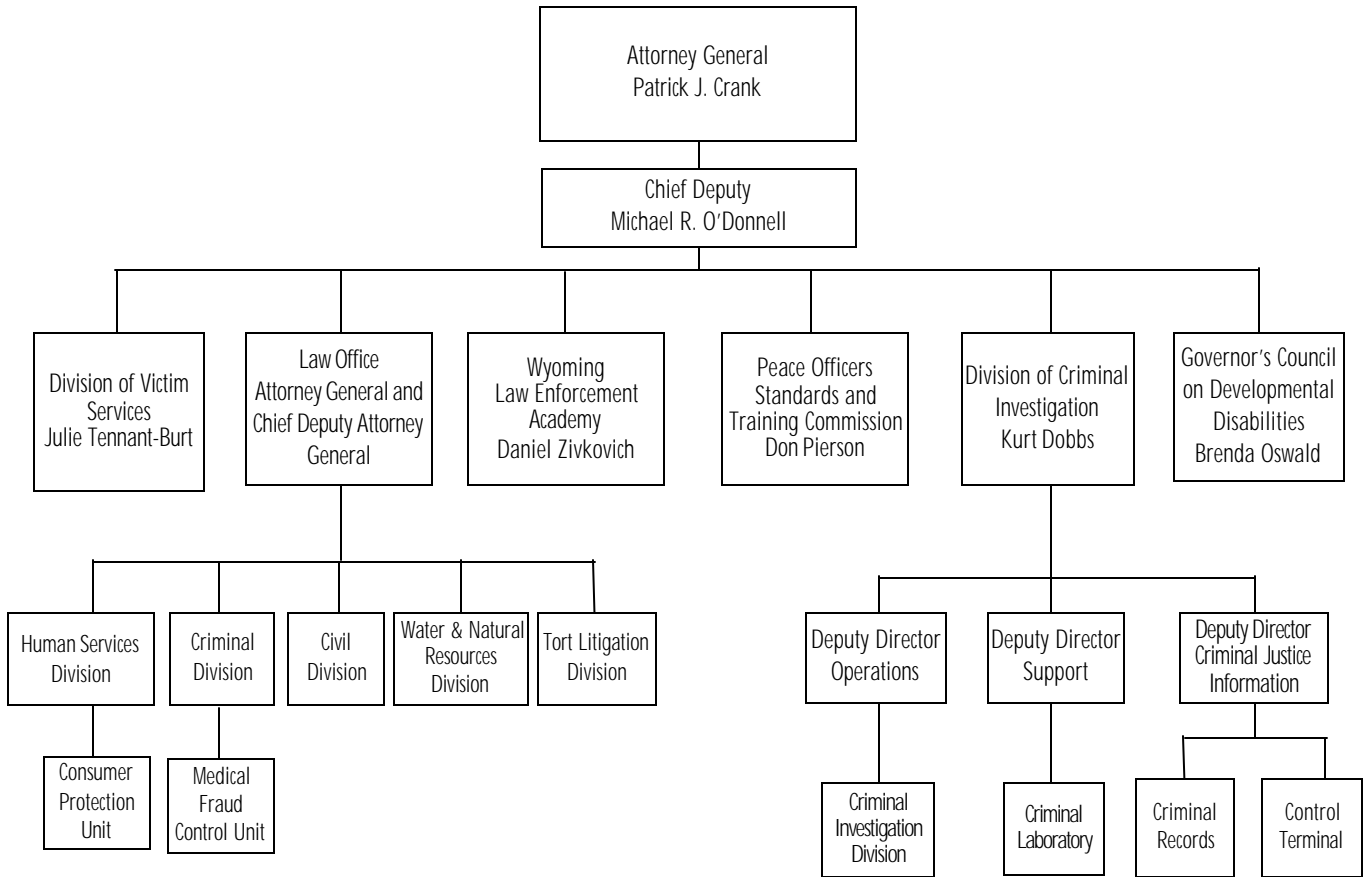 Attorney General
Patrick J. Crank
Chief Deputy
Michael R. O'Donnell
Division of Victim
Services
Julie Tennant-Burt
Law Office
Attorney General and
Chief Deputy Attorney
General
Wyoming
Law Enforcement
Academy
Daniel Zivkovich
Peace Officers
Standards and
Training Commission
Don Pierson
Division of Criminal
Investigation
Kurt Dobbs
Governor's Council
on Developmental
Disabilities
Brenda Oswald
Human Services
Division
Criminal
Division
Civil
Division
Water & Natural
Resources
Division
Tort Litigation
Division
Deputy Director
Operations
Deputy Director
Support
Deputy Director
Criminal Justice
Information
Consumer
Protection
Unit
Medical
Fraud
Control Unit
Criminal
Investigation
Division
Criminal
Laboratory
Criminal
Records
Control
Terminal